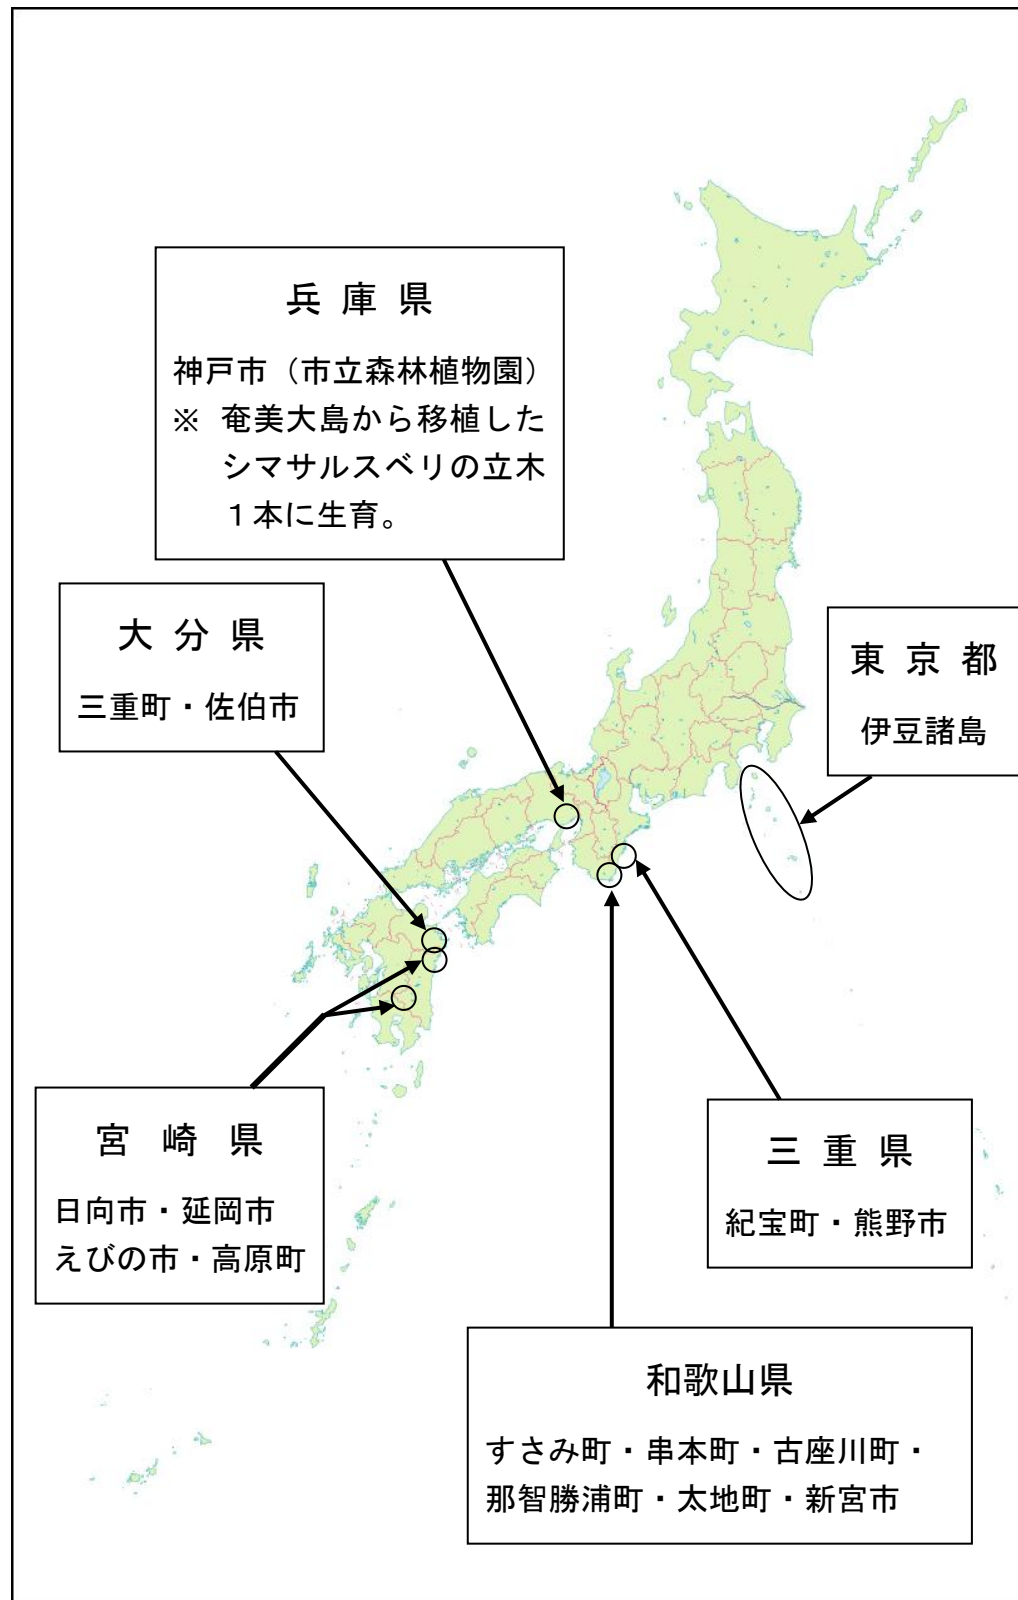 兵庫県
神戸市（市立森林植物園）
※ 奄美大島から移植した
シマサルスベリの立木
１本に生育。
大分県
三重町・佐伯市
東京都
伊豆諸島
宮崎県
日向市・延岡市
えびの市・高原町
三重県
紀宝町・熊野市
和歌山県
すさみ町・串本町・古座川町・
那智勝浦町・太地町・新宮市